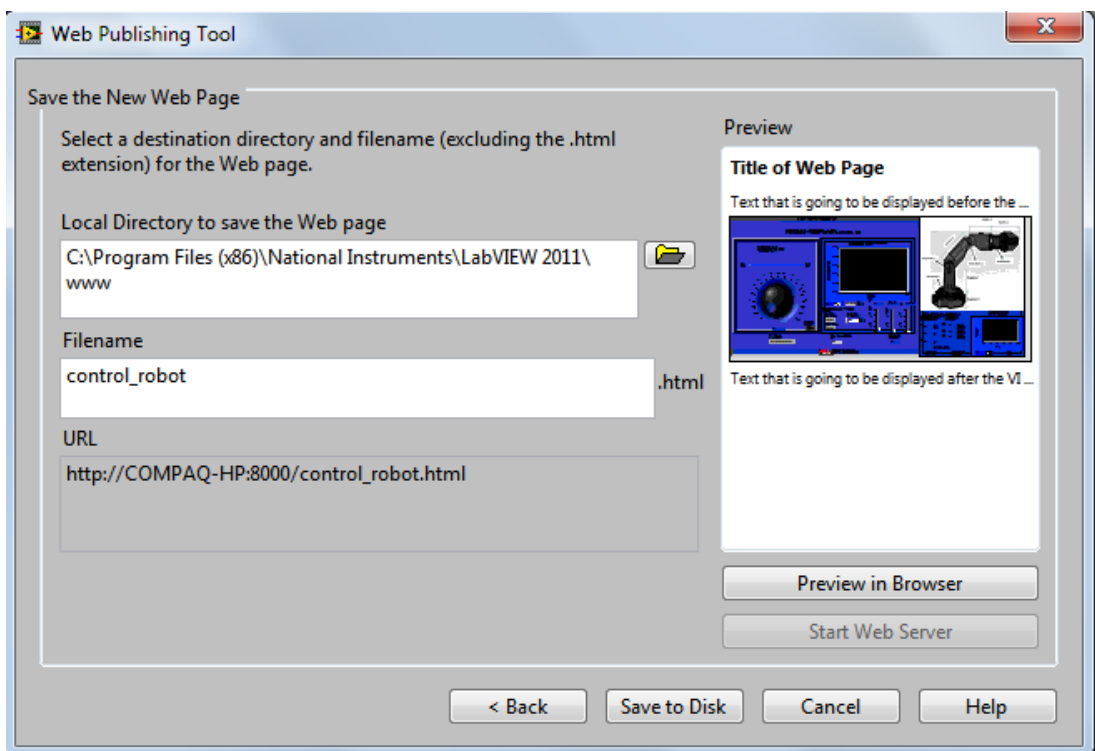 Web Publishing Tool
Save the New Web Page
Select a destination directory and filename (excluding the .html
extension) for the Web page.
Local Directory to save the Web page
C:\Program Files (x86)\National Instruments\LabVIEW 2011\
www
Filename
control_robot
.html
URL
http://COMPAQ-HP:8000/control_robot.html
Preview
Title of Web Page
Text that is going to be displayed before the ...
Text that is going to be displayed after the VI ...
Preview in Browser
Start Web Server
< Back
Save to Disk
Cancel
Help